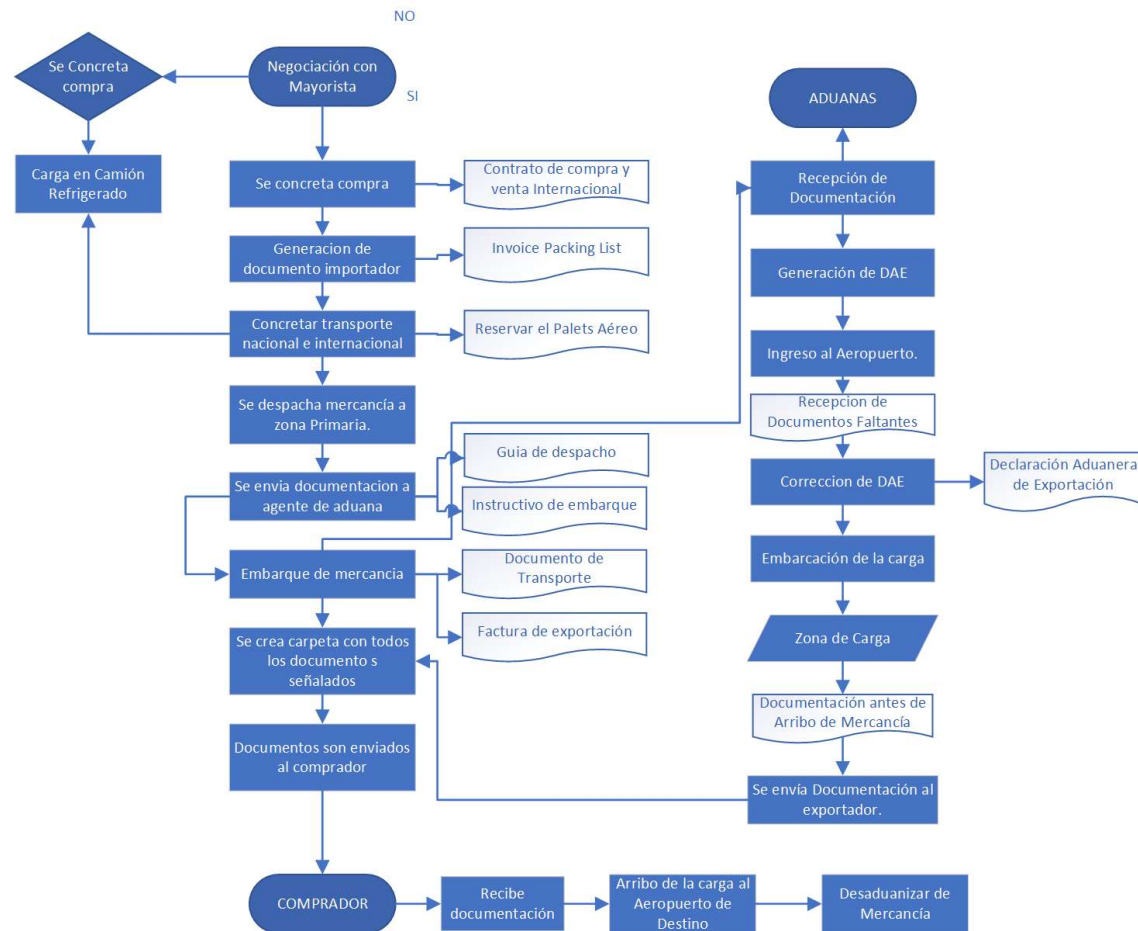 NO
Se Concreta
compra
Negociación con
Mayorista
SI
ADUANAS
Carga en Camión
Refrigerado
Se concreta compra
Contrato de compra y
venta Internacional
Recepción de
Documentación
Generacion de
documento importador
Invoice Packing List
Generación de DAE
Concretar transporte
nacional e internacional
Reservar el Palets Aéreo
Ingreso al Aeropuerto.
Se despacha mercancía a
zona Primaria.
Recepcion de
Documentos Faltantes
Guia de despacho
Se envia documentacion a
agente de aduana
Instructivo de embarque
Correccion de DAE
Declaración Aduanera
de Exportación
Embarque de mercancia
Documento de
Transporte
Embarcación de la carga
Se crea carpeta con todos
los documento s
señalados
Factura de exportación
Zona de Carga
Documentos son enviados
al comprador
Documentación antes de
Arribo de Mercancía
Se envía Documentación al
exportador.
COMPRADOR
Recibe
documentación
Arribo de la carga al
Aeropuerto de
Destino
Desaduanizar de
Mercancía